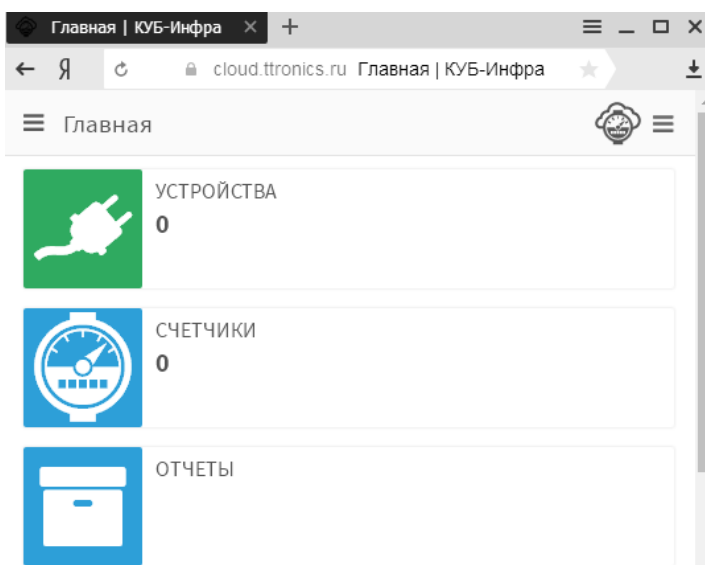 Главная | КУБ-Инфра
Я cloud.ttronics.ru Главная | КУБ-Инфра
Главная
УСТРОЙСТВА
0
СЧЕТЧИКИ
0
ОТЧЕТЫ